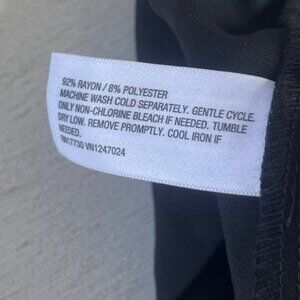 92% RAYON / 8% POLYESTER
MACHINE WASH COLD SEPARATELY. GENTLE CYCLE.
ONLY NON-CHLORINE BLEACH IF NEEDED. TUMBLE
DRY LOW. REMOVE PROMPTLY. COOL IRON IF
NEEDED.
RN17730 VN1247024